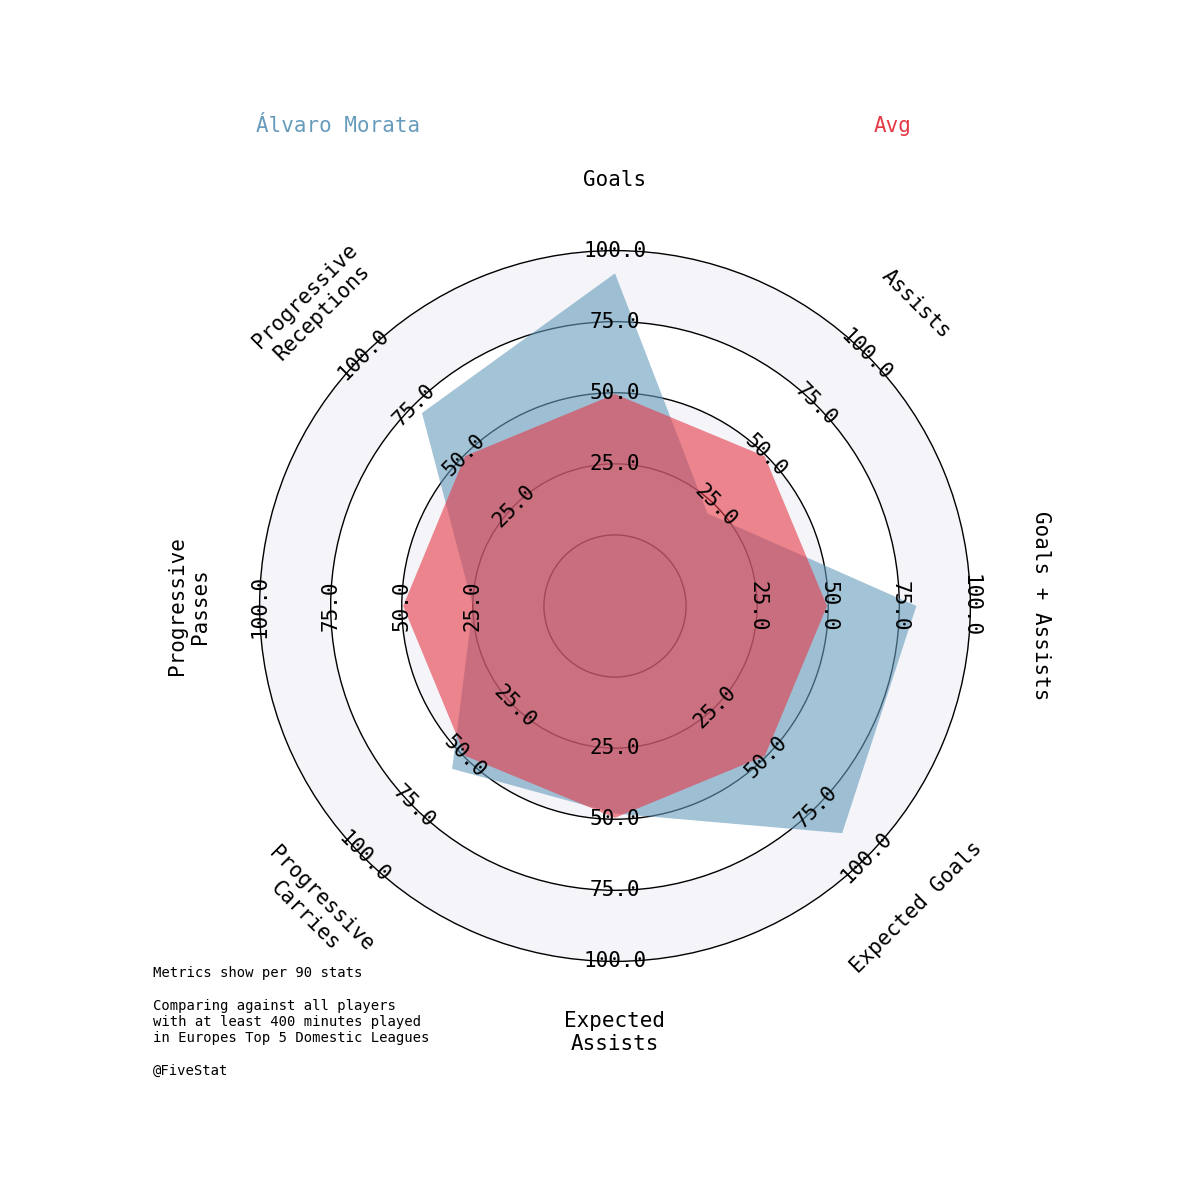 Álvaro Morata
Avg
Goals
Assists
Goals + Assists
Expected Goals
Expected
Assists
Progressive
Carries
Progressive
Passes
Progressive
Receptions
25.0
50.0
75.0
100.0
25.0
50.0
75.0
100.0
25.0
50.0
75.0
100.0
25.0
50.0
75.0
100.0
25.0
50.0
75.0
100.0
25.0
50.0
75.0
100.0
25.0
50.0
75.0
100.0
25.0
50.0
75.0
100.0
Metrics show per 90 stats
Comparing against all players
with at least 400 minutes played
in Europes Top 5 Domestic Leagues
@FiveStat